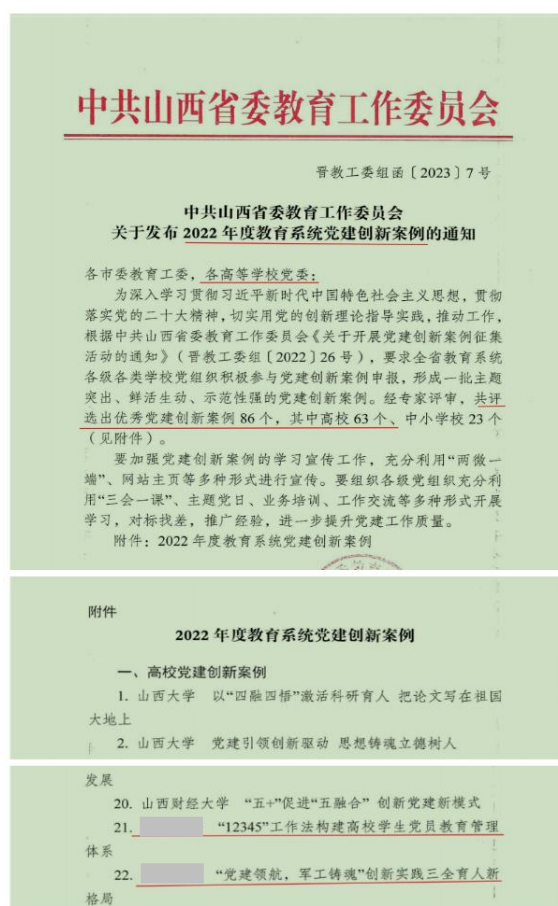 中共山西省委教育工作委员会
晋教工委组函〔2023〕7号
中共山西省委教育工作委员会
关于发布 2022 年度教育系统党建创新案例的通知
各市委教育工委，各高等学校党委：
为深入学习贯彻习近平新时代中国特色社会主义思想，贯彻
落实党的二十大精神，切实用党的创新理论指导实践，推动工作，
根据中共山西省委教育工作委员会《关于开展党建创新案例征集
活动的通知》（晋教工委组〔2022〕26号），要求全省教育系统
各级各类学校党组织积极参与党建创新案例申报，形成一批主题
突出、鲜活生动、示范性强的党建创新案例。经专家评审，共评
选出优秀党建创新案例 86 个，其中高校 63 个、中小学校 23 个
（见附件）。
要加强党建创新案例的学习宣传工作，充分利用“两微一
端”、网站主页等多种形式进行宣传。要组织各级党组织充分利
用“三会一课”、主题党日、业务培训、工作交流等多种形式开展
学习，对标找差，推广经验，进一步提升党建工作质量。
附件：2022 年度教育系统党建创新案例
附件
2022 年度教育系统党建创新案例
一、高校党建创新案例
1. 山西大学 以“四融四悟”激活科研育人 把论文写在祖国
大地上
2. 山西大学 党建引领创新驱动 思想铸魂立德树人
发展
20. 山西财经大学 “五+”促进“五融合” 创新党建新模式
21. “12345”工作法构建高校学生党员教育管理
体系
22. “党建领航，军工铸魂”创新实践三全育人新
格局